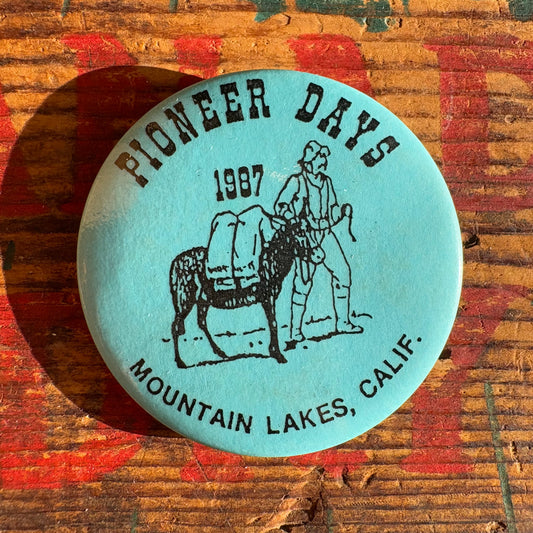 PIONEER DAYS
1987
MOUNTAIN LAKES, CALIF.